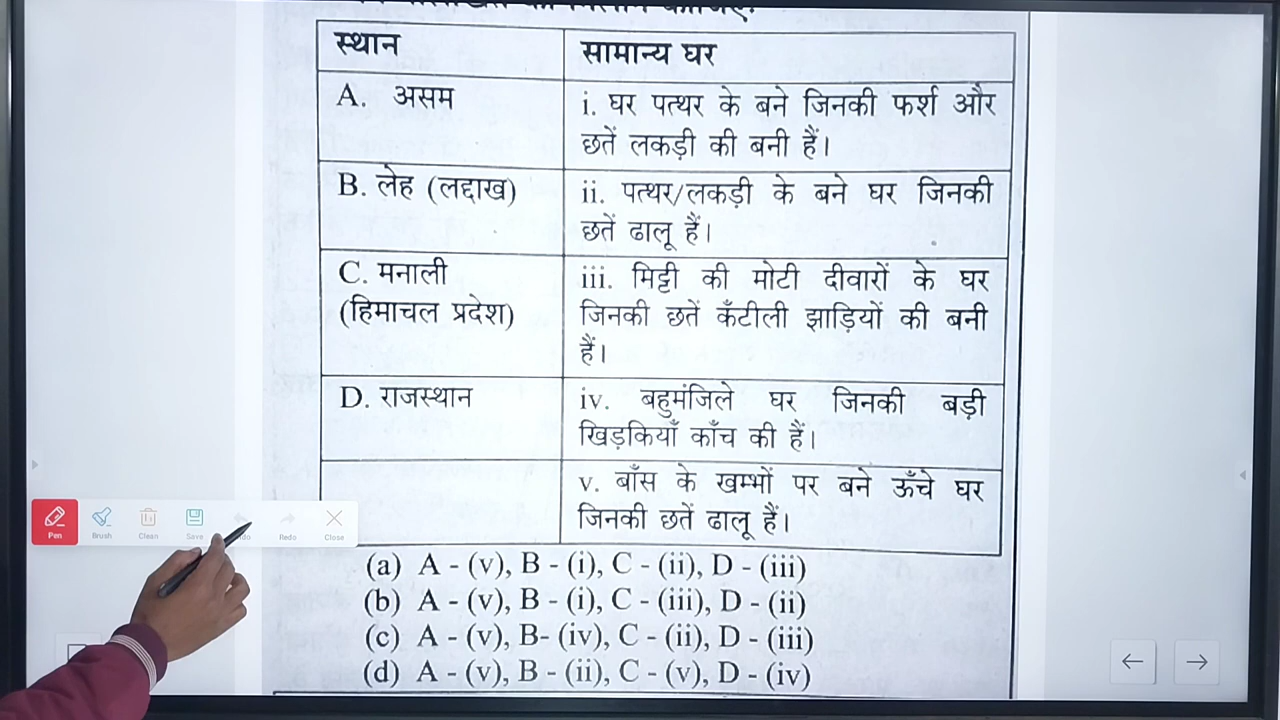 स्थान
सामान्य घर
A. असम
i. घर पत्थर के बने जिनकी फर्श और
छतें लकड़ी की बनी हैं।
B. लेह (लद्दाख)
ii. पत्थर/लकड़ी के बने घर जिनकी
छतें ढालू हैं।
C. मनाली
(हिमाचल प्रदेश)
iii. मिट्टी की मोटी दीवारों के घर
जिनकी छतें कँटीली झाड़ियों की बनी
हैं।
D. राजस्थान
iv. बहुमंजिले घर जिनकी बड़ी
खिड़कियाँ काँच की हैं।
v. बाँस के खम्भों पर बने ऊँचे घर
जिनकी छतें ढालू हैं।
Pen Brush Clean Save Redo Close
(a) A - (v), B - (i), C - (ii), D - (iii)
(b) A - (v), B - (i), C - (iii), D - (ii)
(c) A - (v), B- (iv), C - (ii), D - (iii)
(d) A - (v), B - (ii), C - (v), D - (iv)